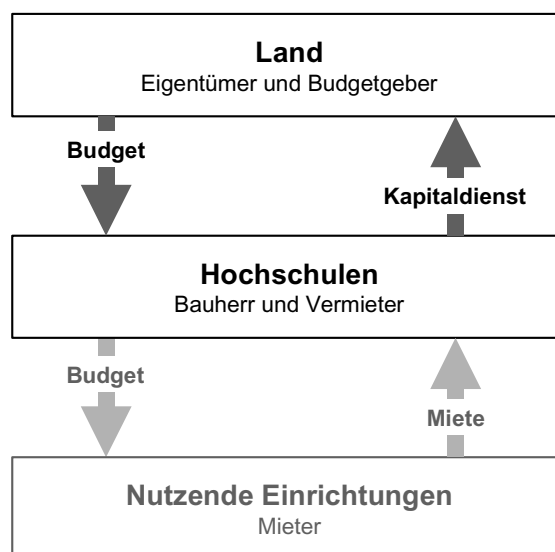 Land
Eigentümer und Budgetgeber
Budget
Kapitaldienst
Hochschulen
Bauherr und Vermieter
Budget
Miete
Nutzende Einrichtungen
Mieter